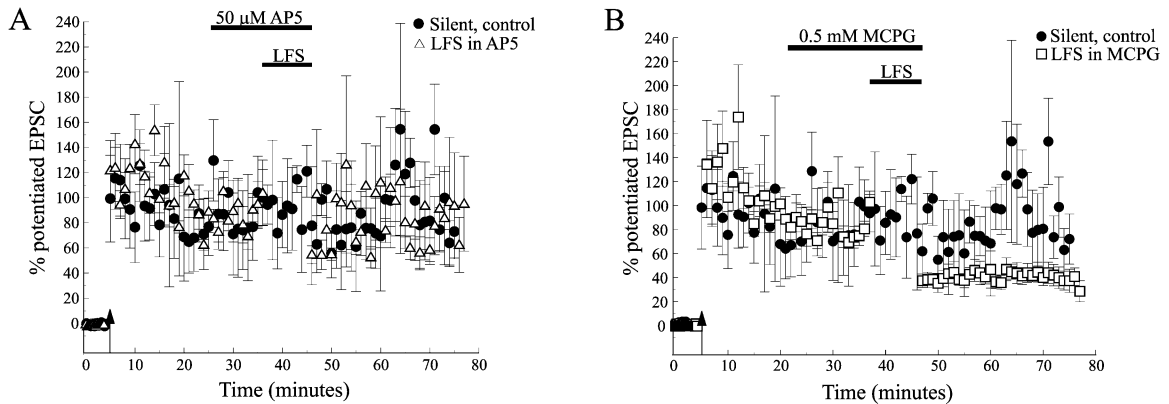 A
50 μM AP5
LFS
Silent, control
LFS in AP5
% potentiated EPSC
240
220
200
180
160
140
120
100
80
60
40
20
0
0 10 20 30 40 50 60 70 80
Time (minutes)
B
0.5 mM MCPG
LFS
Silent, control
LFS in MCPG
% potentiated EPSC
240
220
200
180
160
140
120
100
80
60
40
20
0
0 10 20 30 40 50 60 70 80
Time (minutes)